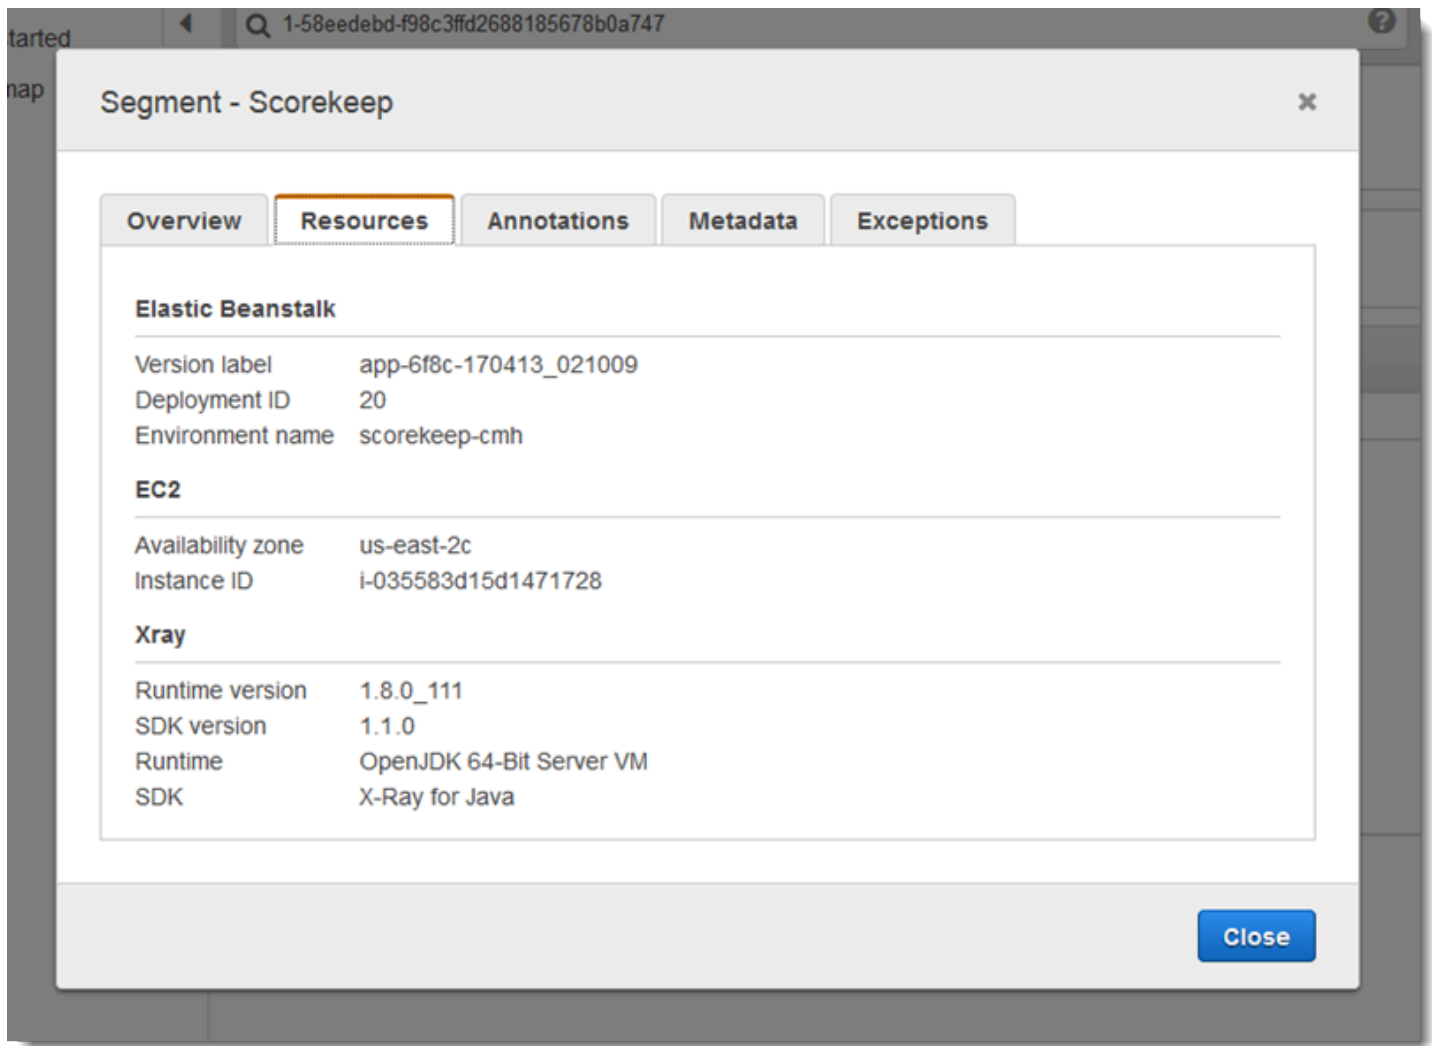 tarted
1-58eedebd-f98c3ffd2688185678b0a747
?
map
Segment - Scorekeep
Overview Resources Annotations Metadata Exceptions
Elastic Beanstalk
Version label app-6f8c-170413_021009
Deployment ID 20
Environment name scorekeep-cmh
EC2
Availability zone us-east-2c
Instance ID i-035583d15d1471728
Xray
Runtime version 1.8.0_111
SDK version 1.1.0
Runtime OpenJDK 64-Bit Server VM
SDK X-Ray for Java
Close